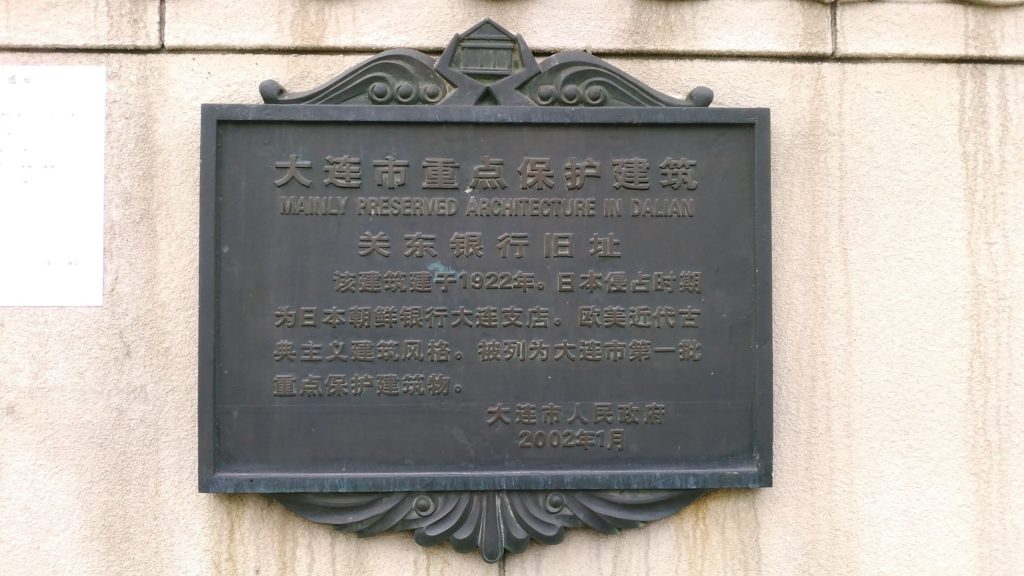 大连市重点保护建筑
MAINLY PRESERVED ARCHITECTURE IN DALIAN
关东银行旧址
该建筑建于1922年。日本侵占时期
为日本朝鲜银行大连支店。欧美近代古
典主义建筑风格。被列为大连市第一批
重点保护建筑物。
大连市人民政府
2002年1月